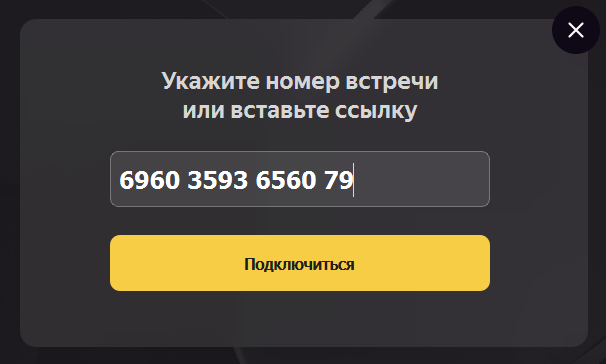 Укажите номер встречи
или вставьте ссылку
6960 3593 6560 79
Подключиться